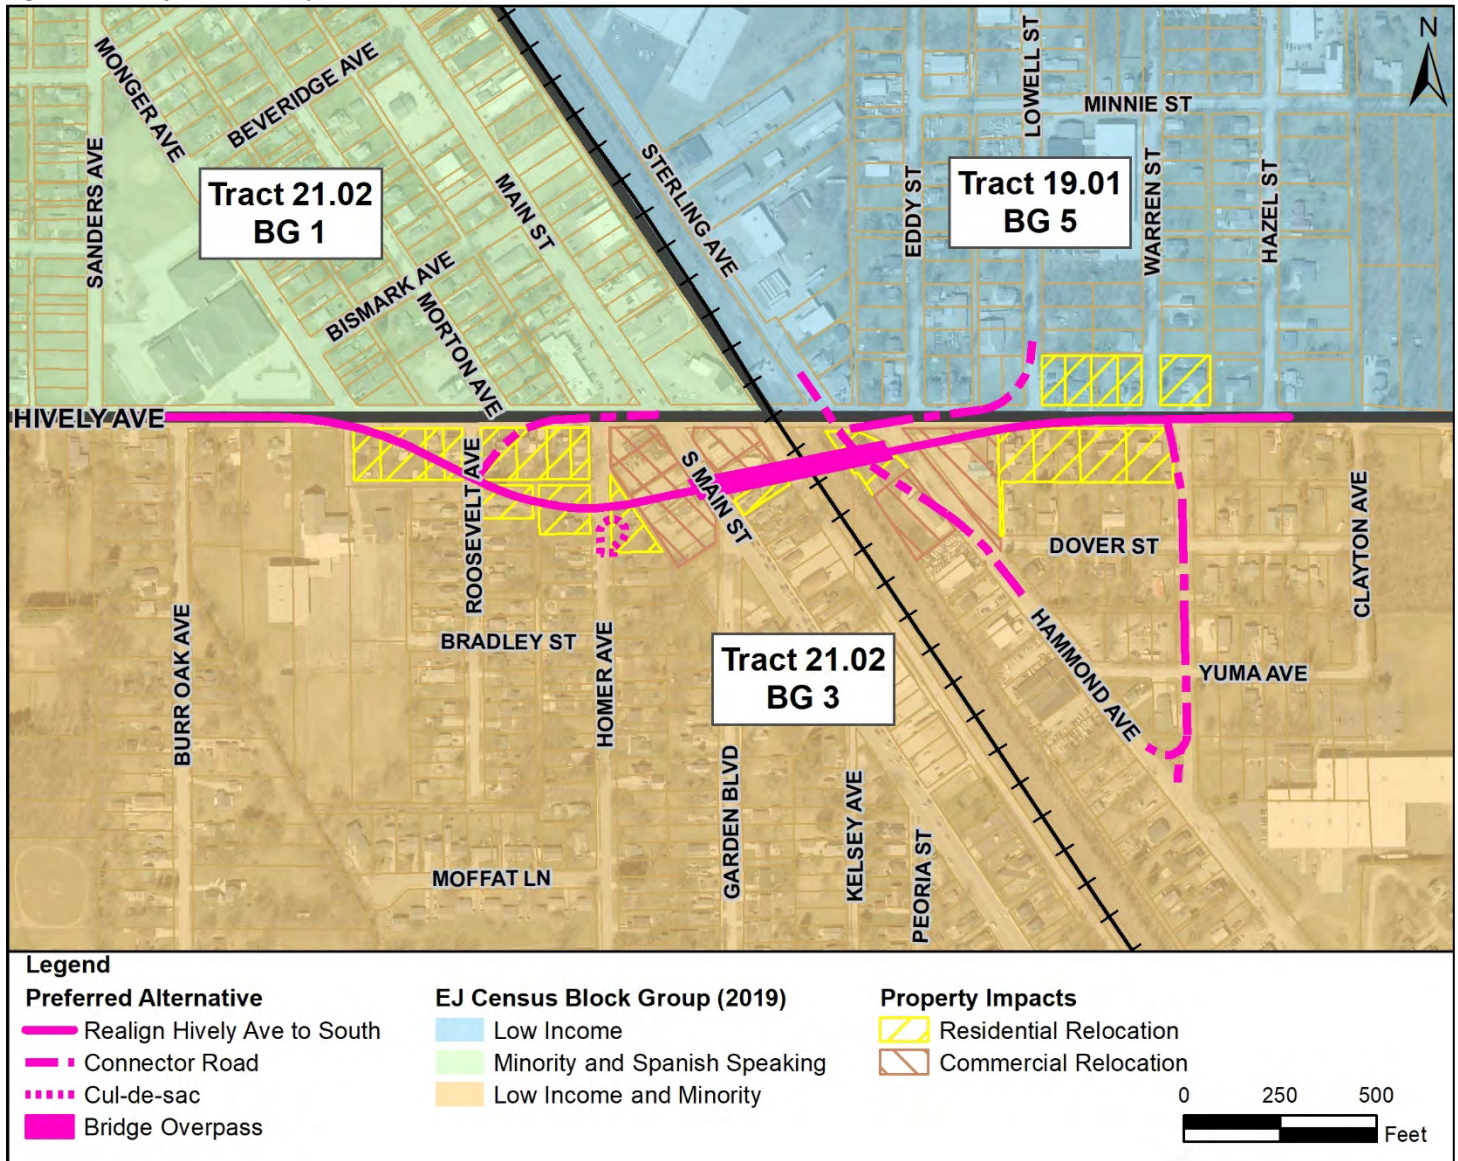 N
MONGER AVE
BEVERIDGE AVE
LOWELL ST
MINNIE ST
SANDERS AVE
Tract 21.02
BG 1
MAIN ST
STERLING AVE
EDDY ST
Tract 19.01
BG 5
WARREN ST
HAZEL ST
BISMARK AVE
MORTON AVE
HIVELY AVE
ROOSEVELT AVE
S MAIN ST
DOVER ST
CLAYTON AVE
BURR OAK AVE
BRADLEY ST
HOMER AVE
Tract 21.02
BG 3
HAMMOND AVE
YUMA AVE
GARDEN BLVD
KELSEY AVE
PEORIA ST
MOFFAT LN
Legend
Preferred Alternative
Realign Hively Ave to South
Connector Road
Cul-de-sac
Bridge Overpass
EJ Census Block Group (2019)
Low Income
Minority and Spanish Speaking
Low Income and Minority
Property Impacts
Residential Relocation
Commercial Relocation
0 250 500
Feet